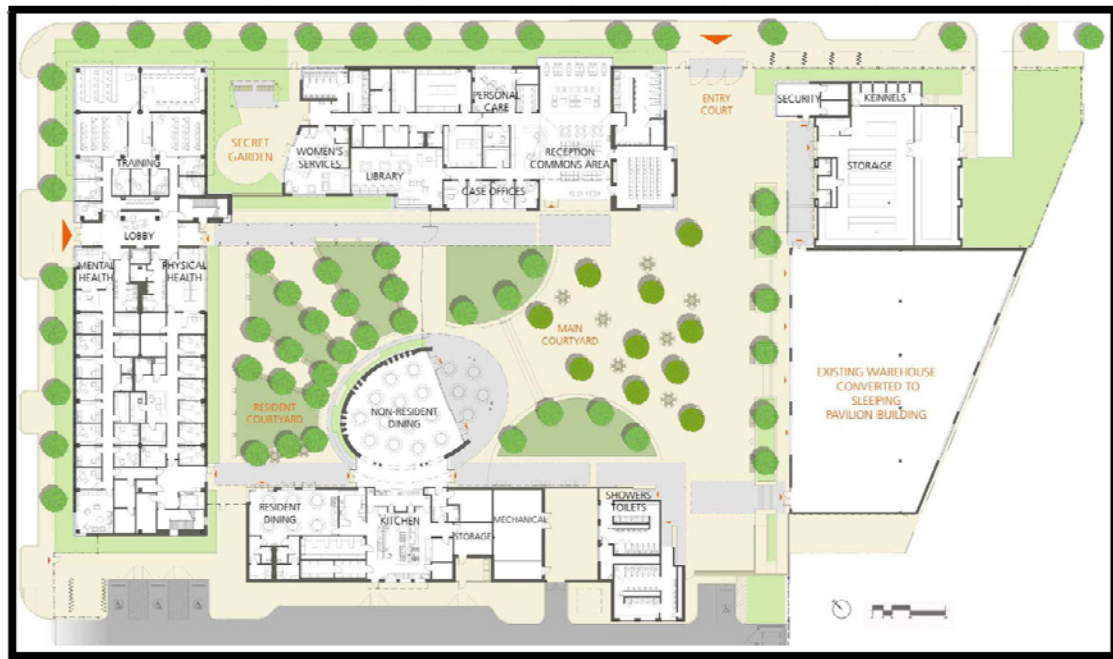 PERSONAL
CARE
ENTRY
COURT
SECURITY
KEINNELS
SECRET
GARDEN
WOMEN'S
SERVICES
TRAINING
LIBRARY
RECEPTION
COMMONS AREA
CASE OFFICES
STORAGE
LOBBY
MENTAL
HEALTH
PHYSICAL
HEALTH
MAIN
COURTYARD
EXISTING WAREHOUSE
CONVERTED TO
SLEEPING
PAVILION BUILDING
RESIDENT
COURTYARD
NON-RESIDENT
DINING
RESIDENT
DINING
KITCHEN
STORAGE
MECHANICAL
SHOWERS
TOILETS